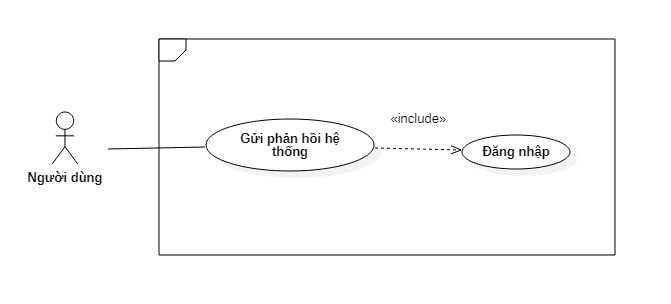 «include»
Gửi phản hồi hệ
thống
Đăng nhập
Người dùng